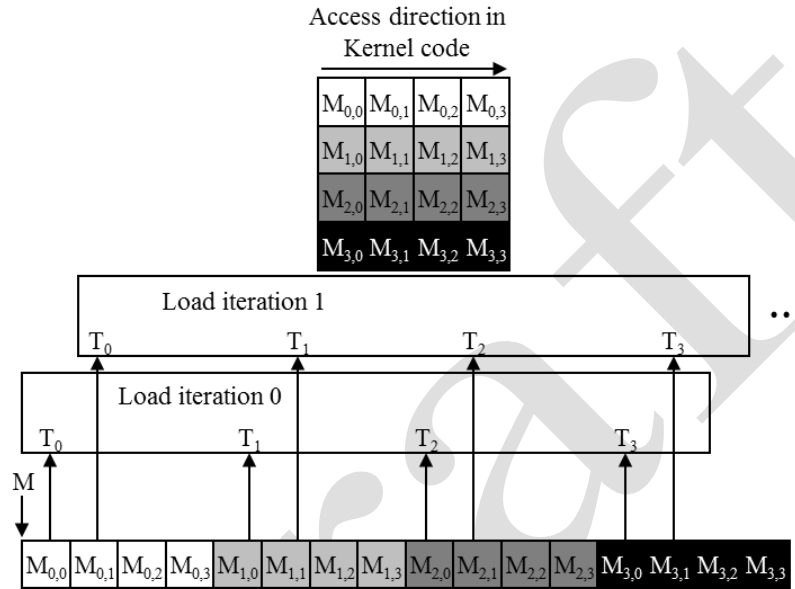 Access direction in
Kernel code
M0,0 M0,1 M0,2 M0,3
M1,0 M1,1 M1,2 M1,3
M2,0 M2,1 M2,2 M2,3
M3,0 M3,1 M3,2 M3,3
Load iteration 1
..
T0 T1 T2 T3
Load iteration 0
T0 T1 T2 T3
M
M0,0 M0,1 M0,2 M0,3 M1,0 M1,1 M1,2 M1,3 M2,0 M2,1 M2,2 M2,3 M3,0 M3,1 M3,2 M3,3